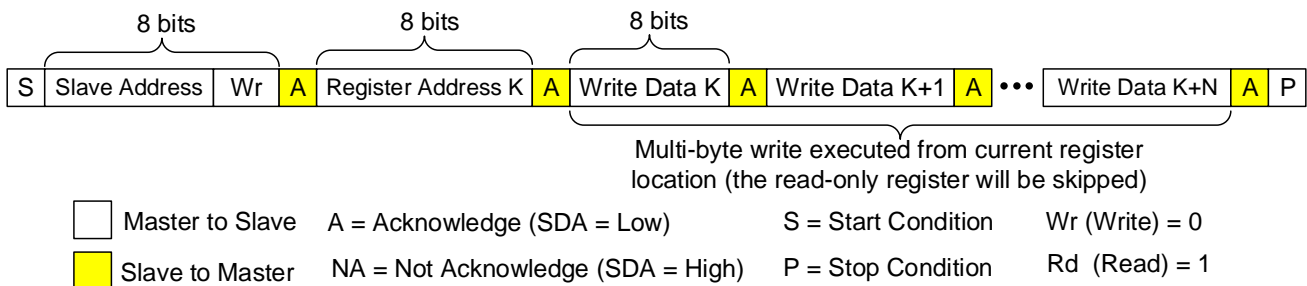 8 bits 8 bits 8 bits
S Slave Address Wr A Register Address K A Write Data K A Write Data K+1 A ••• Write Data K+N A P
Multi-byte write executed from current register
location (the read-only register will be skipped)
Master to Slave A = Acknowledge (SDA = Low) S = Start Condition Wr (Write) = 0
Slave to Master NA = Not Acknowledge (SDA = High) P = Stop Condition Rd (Read) = 1